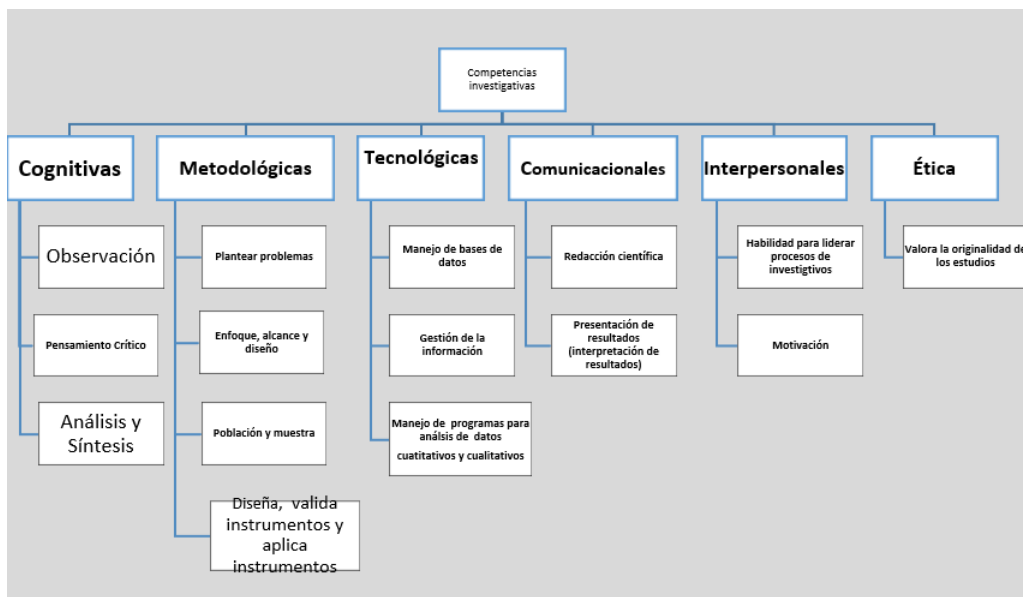 Competencias
investigativas
Cognitivas
Metodológicas
Tecnológicas
Comunicacionales
Interpersonales
Ética
Observación
Pensamiento Crítico
Análisis y
Síntesis
Plantear problemas
Enfoque, alcance y
diseño
Población y muestra
Diseña, valida
instrumentos y
aplica
instrumentos
Manejo de bases de
datos
Gestión de la
información
Manejo de programas para
análsis de datos
cuatitativos y cualitativos
Redacción científica
Presentación de
resultados
(interpretación de
resultados)
Habilidad para liderar
procesos de
investigtivos
Motivación
Valora la originalidad de
los estudios